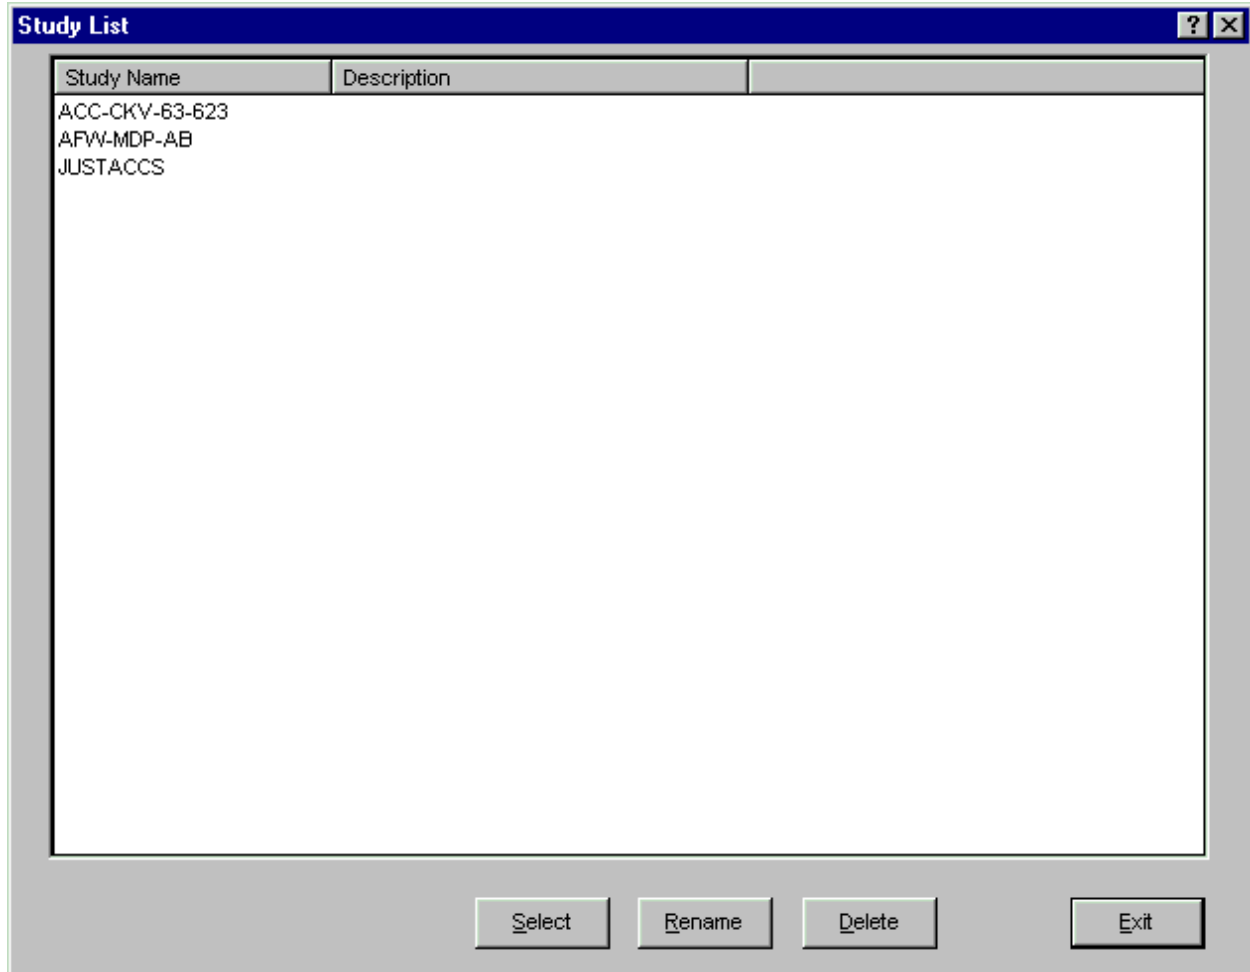 Study List
Study Name Description
ACC-CKV-63-623
AFW-MDP-AB
JUSTACCS
Select Rename Delete Exit